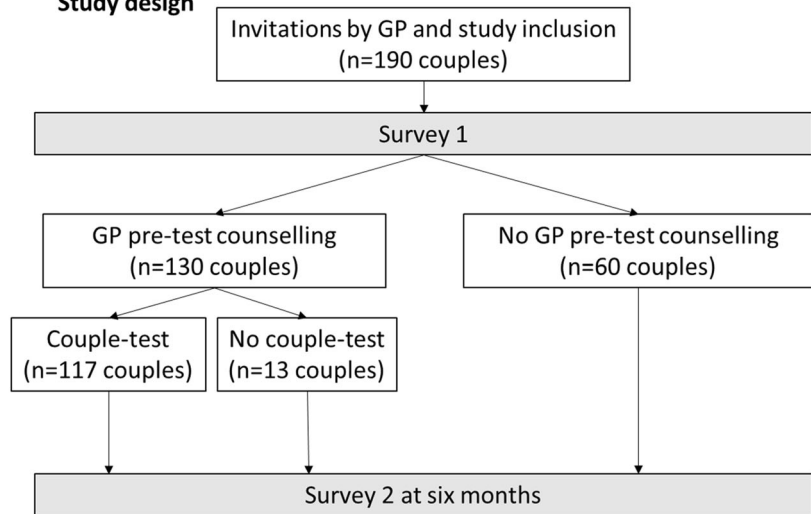 Study design
Invitations by GP and study inclusion
(n=190 couples)
Survey 1
GP pre-test counselling
(n=130 couples)
No GP pre-test counselling
(n=60 couples)
Couple-test
(n=117 couples)
No couple-test
(n=13 couples)
Survey 2 at six months